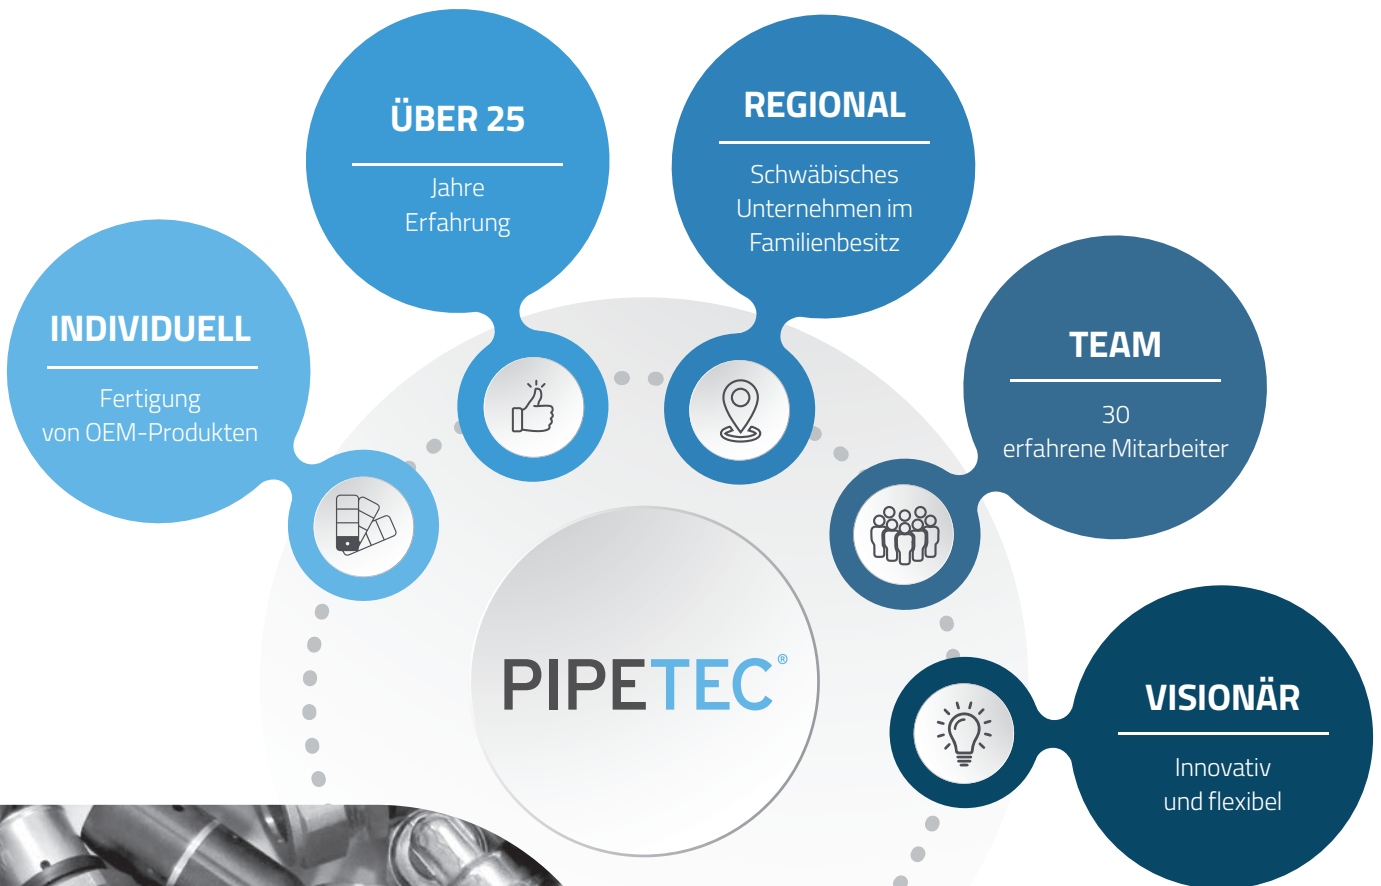 ÜBER 25
Jahre
Erfahrung
REGIONAL
Schwäbisches
Unternehmen im
Familienbesitz
INDIVIDUELL
Fertigung
von OEM-Produkten
TEAM
30
erfahrene Mitarbeiter
PIPETEC®
VISIONÄR
Innovativ
und flexibel